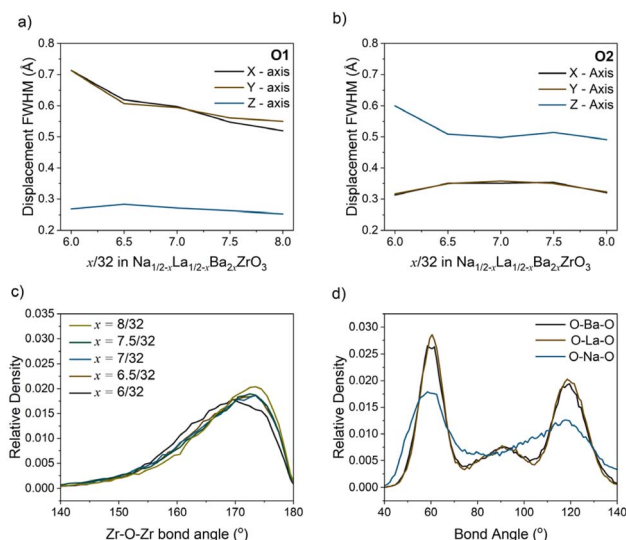 a)
O1
X - axis
Y - axis
Z - axis
Displacement FWHM (Å)
0.8
0.7
0.6
0.5
0.4
0.3
0.2
6.0 6.5 7.0 7.5 8.0
x/32 in Na1/2-xLa1/2-xBa2xZrO3
b)
O2
X - Axis
Y - Axis
Z - Axis
Displacement FWHM (Å)
0.8
0.7
0.6
0.5
0.4
0.3
0.2
6.0 6.5 7.0 7.5 8.0
x/32 in Na1/2-xLa1/2-xBa2xZrO3
c)
x = 8/32
x = 7.5/32
x = 7/32
x = 6.5/32
x = 6/32
Relative Density
0.030
0.025
0.020
0.015
0.010
0.005
0.000
140 150 160 170 180
Zr-O-Zr bond angle (°)
d)
O-Ba-O
O-La-O
O-Na-O
Relative Density
0.030
0.025
0.020
0.015
0.010
0.005
0.000
40 60 80 100 120 140
Bond Angle (°)